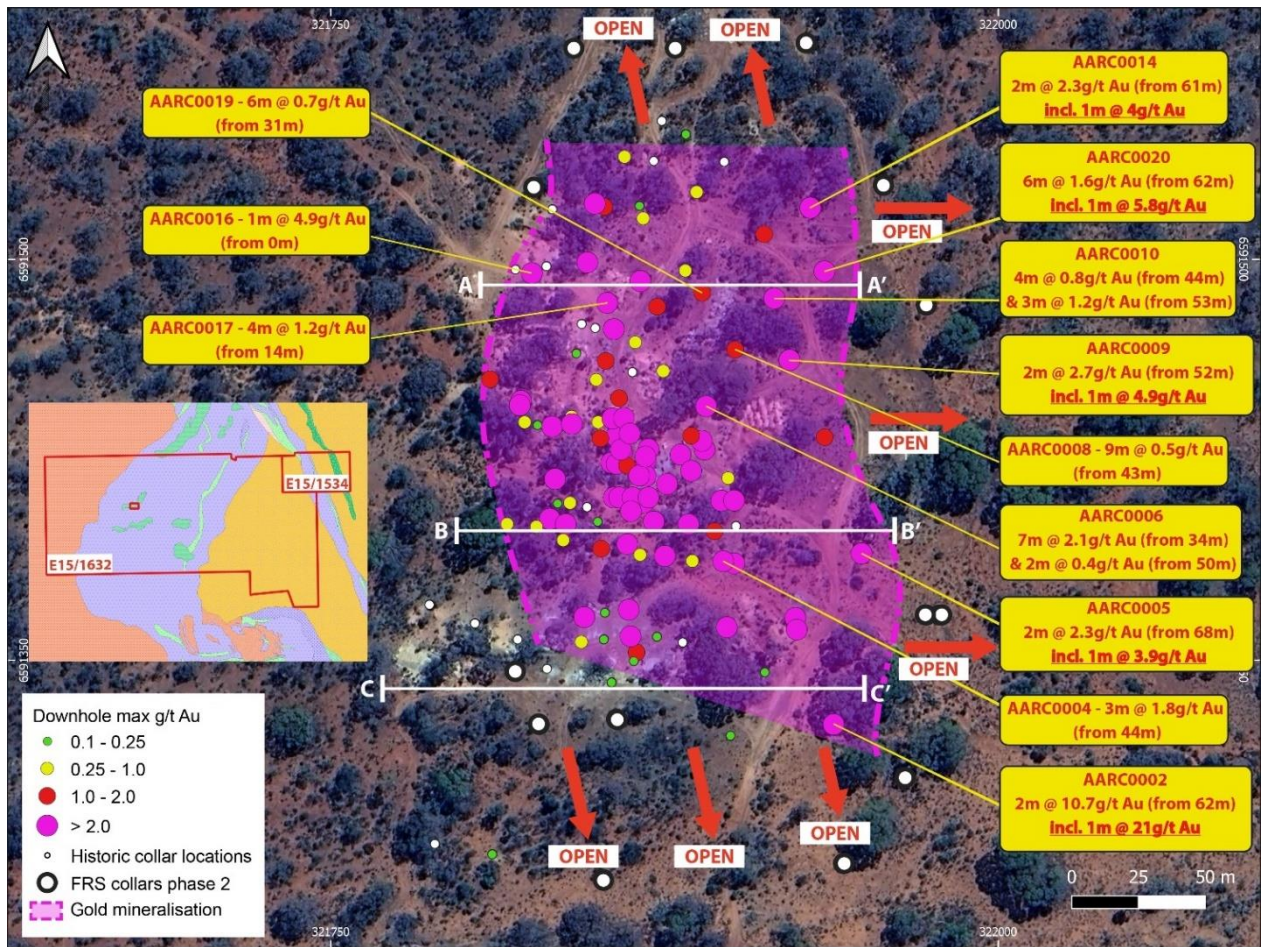 321750
322000
OPEN
OPEN
AARC0019 - 6m @ 0.7g/t Au
(from 31m)
AARC0016 - 1m @ 4.9g/t Au
(from 0m)
AARC0017 - 4m @ 1.2g/t Au
(from 14m)
AARC0014
2m @ 2.3g/t Au (from 61m)
incl. 1m @ 4g/t Au
AARC0020
6m @ 1.6g/t Au (from 62m)
incl. 1m @ 5.8g/t Au
AARC0010
4m @ 0.8g/t Au (from 44m)
& 3m @ 1.2g/t Au (from 53m)
AARC0009
2m @ 2.7g/t Au (from 52m)
incl. 1m @ 4.9g/t Au
AARC0008 - 9m @ 0.5g/t Au
(from 43m)
AARC0006
7m @ 2.1g/t Au (from 34m)
& 2m @ 0.4g/t Au (from 50m)
AARC0005
2m @ 2.3g/t Au (from 68m)
incl. 1m @ 3.9g/t Au
AARC0004 - 3m @ 1.8g/t Au
(from 44m)
AARC0002
2m @ 10.7g/t Au (from 62m)
incl. 1m @ 21g/t Au
6591500
6591500
6591350
50
OPEN
OPEN
OPEN
A
A'
B
B'
C
C'
OPEN
OPEN
OPEN
E15/1534
E15/1632
Downhole max g/t Au
0.1 - 0.25
0.25 - 1.0
1.0 - 2.0
> 2.0
Historic collar locations
FRS collars phase 2
Gold mineralisation
0 25 50 m
321750
322000